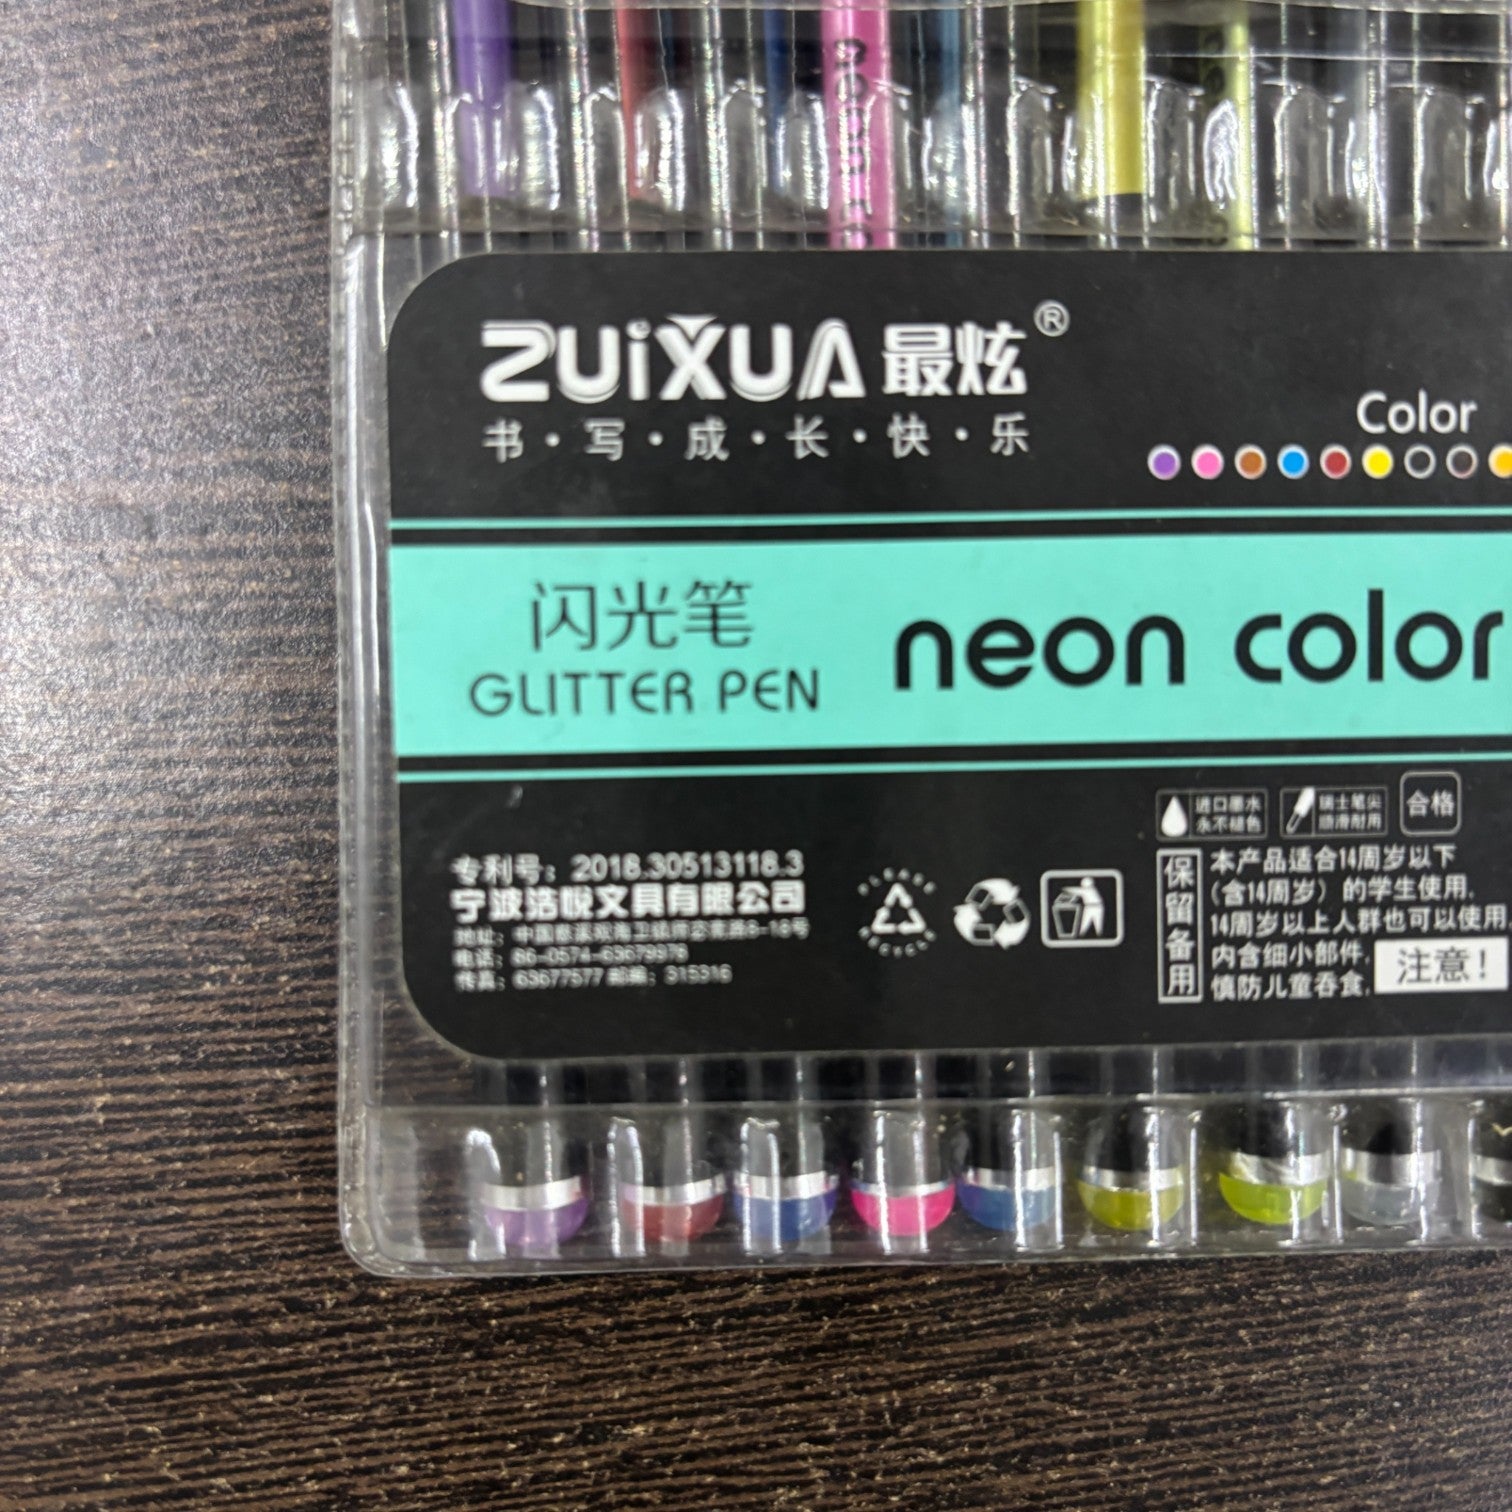 ZUiXUA 最炫®
书·写·成·长·快·乐
Color
闪光笔
GLITTER PEN
neon color
进口墨水
永不褪色
瑞士笔尖
顺滑耐用
合格
专利号: 2018.30513118.3
宁波洁悦文具有限公司
PLEASE
RECYCLE
保留备用
本产品适合14周岁以下
(含14周岁)的学生使用,
14周岁以上人群也可以使用
内含细小部件,
慎防儿童吞食,
注意!